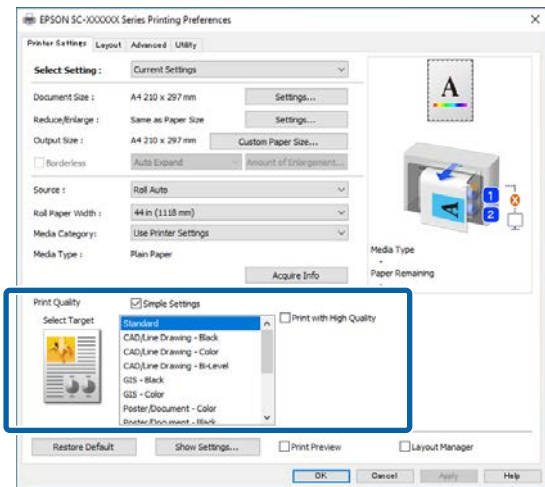 EPSON SC-XXXXXX Series Printing Preferences
Printer Settings Layout Advanced Utility
Select Setting : Current Settings
Document Size : A4 210 x 297 mm Settings...
Reduce/Enlarge : Same as Paper Size Settings...
Output Size : A4 210 x 297 mm Custom Paper Size...
Borderless Auto Expand Amount of Enlargement...
Source : Roll Auto
Roll Paper Width : 44 in (1118 mm)
Media Category: Use Printer Settings
Media Type : Plain Paper
Acquire Info
A
1
2
A
Media Type
-
Paper Remaining
-
Print Quality Simple Settings
Select Target
Standard
CAD/Line Drawing - Black
CAD/Line Drawing - Color
CAD/Line Drawing - Bi-Level
GIS - Black
GIS - Color
Poster/Document - Color
Poster/Document - Black
Print with High Quality
Restore Default Show Settings... Print Preview Layout Manager
OK Cancel Apply Help